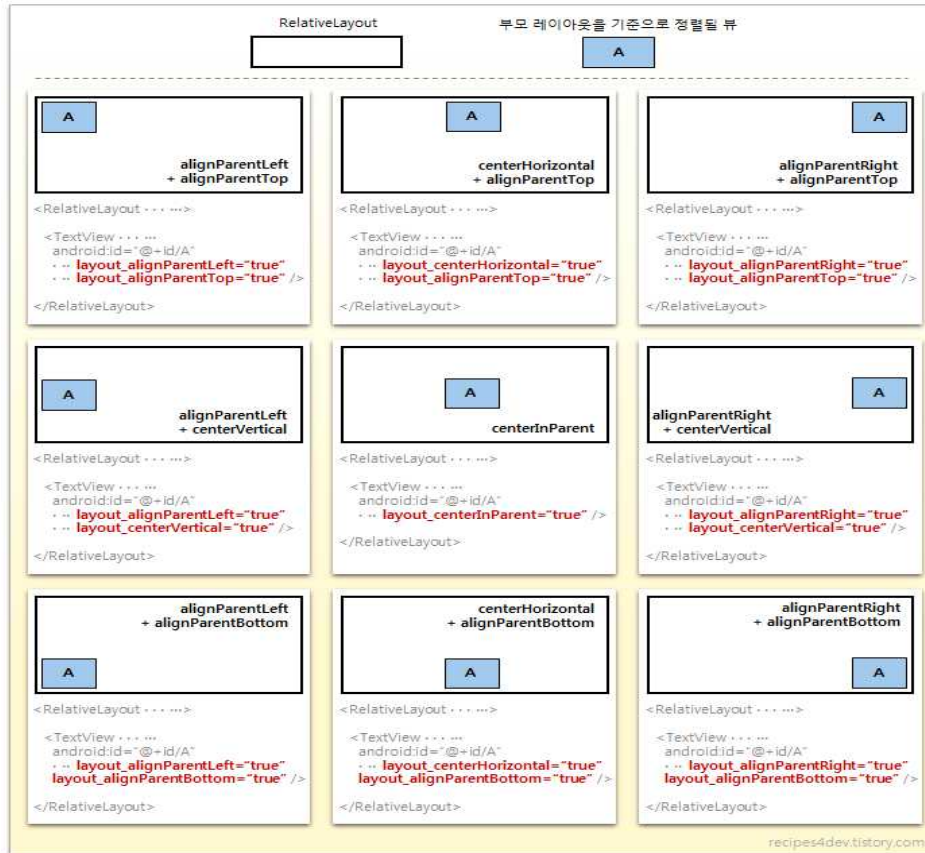 RelativeLayout
부모 레이아웃을 기준으로 정렬될 뷰
A
A
alignParentLeft
+ alignParentTop
<RelativeLayout · · · ···>
<TextView · · · ···
android:id="@+id/A"
· ·· layout_alignParentLeft="true"
· ·· layout_alignParentTop="true" />
</RelativeLayout>
A
centerHorizontal
+ alignParentTop
<RelativeLayout · · · ···>
<TextView · · · ···
android:id="@+id/A"
· ·· layout_centerHorizontal="true"
· ·· layout_alignParentTop="true" />
</RelativeLayout>
A
alignParentRight
+ alignParentTop
<RelativeLayout · · · ···>
<TextView · · · ···
android:id="@+id/A"
· ·· layout_alignParentRight="true"
· ·· layout_alignParentTop="true" />
</RelativeLayout>
A
alignParentLeft
+ centerVertical
<RelativeLayout · · · ···>
<TextView · · · ···
android:id="@+id/A"
· ·· layout_alignParentLeft="true"
· ·· layout_centerVertical="true" />
</RelativeLayout>
A
centerInParent
<RelativeLayout · · · ···>
<TextView · · · ···
android:id="@+id/A"
· ·· layout_centerInParent="true" />
</RelativeLayout>
A
alignParentRight
+ centerVertical
<RelativeLayout · · · ···>
<TextView · · · ···
android:id="@+id/A"
· ·· layout_alignParentRight="true"
· ·· layout_centerVertical="true" />
</RelativeLayout>
alignParentLeft
+ alignParentBottom
A
<RelativeLayout · · · ···>
<TextView · · · ···
android:id="@+id/A"
· ·· layout_alignParentLeft="true"
layout_alignParentBottom="true" />
</RelativeLayout>
centerHorizontal
+ alignParentBottom
A
<RelativeLayout · · · ···>
<TextView · · · ···
android:id="@+id/A"
· ·· layout_centerHorizontal="true"
layout_alignParentBottom="true" />
</RelativeLayout>
alignParentRight
+ alignParentBottom
A
<RelativeLayout · · · ···>
<TextView · · · ···
android:id="@+id/A"
· ·· layout_alignParentRight="true"
layout_alignParentBottom="true" />
</RelativeLayout>
recipes4dev.tistory.com